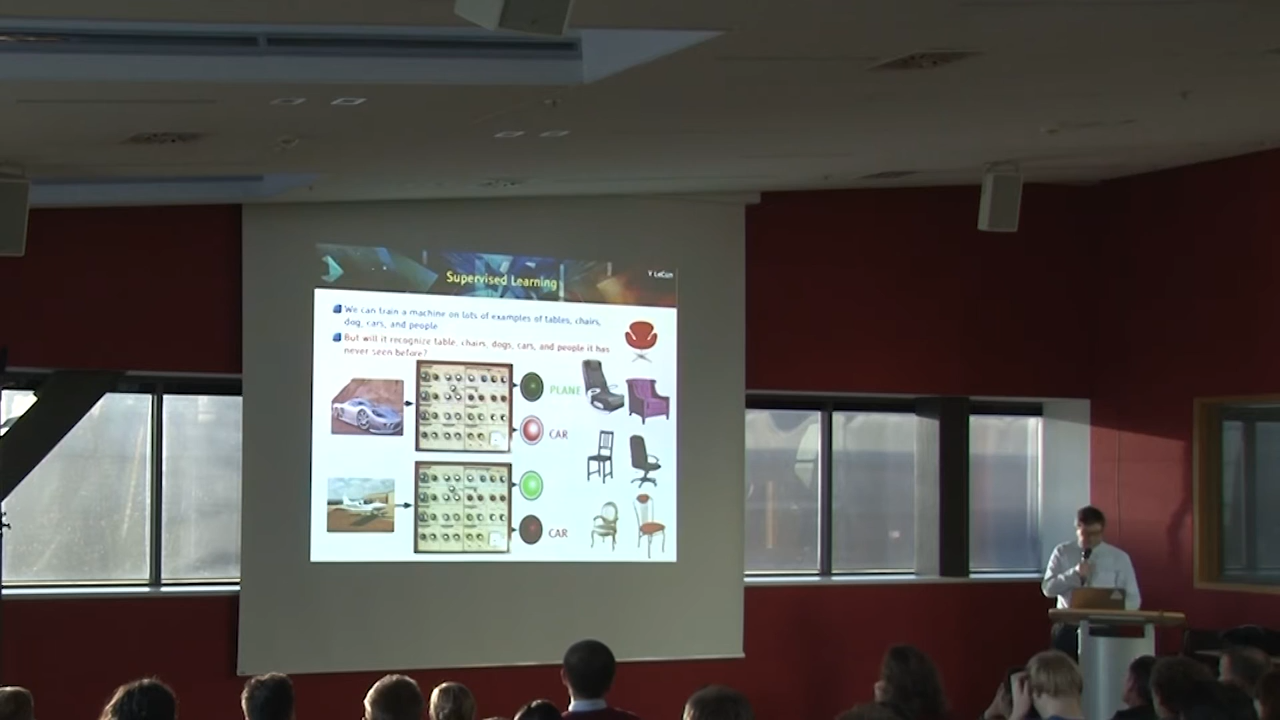 Supervised Learning
Y LeCun
We can train a machine on lots of examples of tables, chairs,
dog, cars, and people
But will it recognize table, chairs, dogs, cars, and people it has
never seen before?
PLANE
CAR
CAR